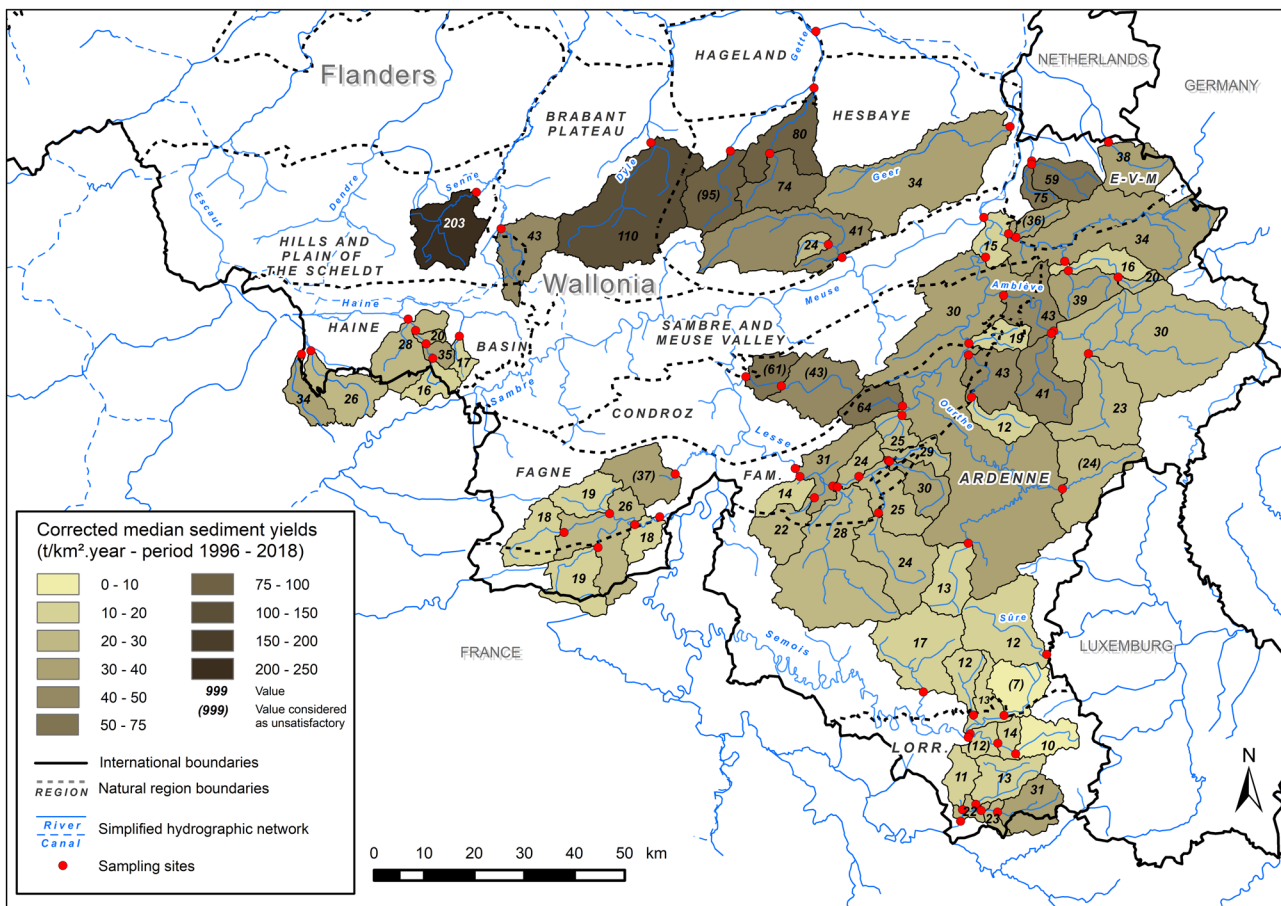 NETHERLANDS
GERMANY
HAGELAND
Gette
Flanders
BRABANT
PLATEAU
HESBAYE
80
38
E-V-M
59
75
Dyle
Geer
34
74
(95)
Escaut
Dendre
Senne
203
43
110
41
24
(36)
15
34
HILLS AND
PLAIN OF
THE SCHELDT
Wallonia
16
20
Meuse
Amblève
39
Haine
HAINE
BASIN
SAMBRE AND
MEUSE VALLEY
30
43
30
19
28
20
35
17
16
Sambre
34
26
(61)
(43)
43
41
64
Ourthe
23
CONDROZ
12
Lesse
25
29
(24)
FAGNE
(37)
FAM.
31
24
ARDENNE
14
30
19
26
25
18
18
22
28
24
19
13
Semois
Sûre
17
12
12
(7)
13
FRANCE
LUXEMBURG
LORR.
(12)
14
10
11
13
31
22
23
N
Corrected median sediment yields
(t/km².year - period 1996 - 2018)
0 - 10
10 - 20
20 - 30
30 - 40
40 - 50
50 - 75
75 - 100
100 - 150
150 - 200
200 - 250
999 Value
(999) Value considered
as unsatisfactory
International boundaries
REGION Natural region boundaries
River
Canal
Simplified hydrographic network
Sampling sites
0 10 20 30 40 50 km